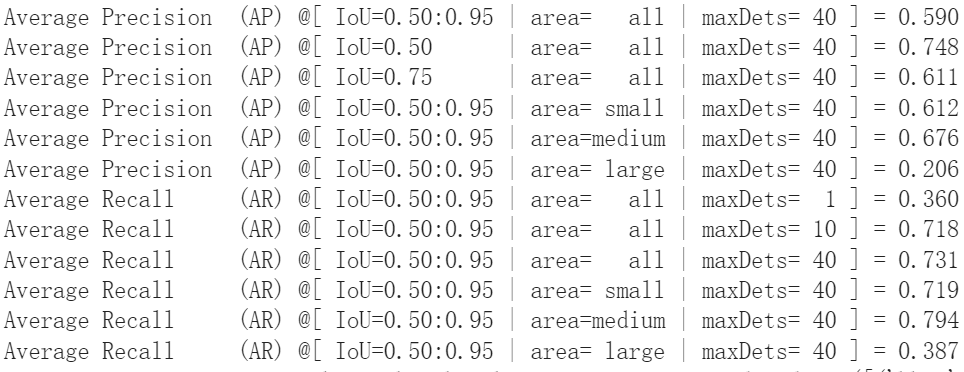 Average Precision  (AP) @[ IoU=0.50:0.95 | area=   all | maxDets= 40 ] = 0.590
Average Precision  (AP) @[ IoU=0.50      | area=   all | maxDets= 40 ] = 0.748
Average Precision  (AP) @[ IoU=0.75      | area=   all | maxDets= 40 ] = 0.611
Average Precision  (AP) @[ IoU=0.50:0.95 | area= small | maxDets= 40 ] = 0.612
Average Precision  (AP) @[ IoU=0.50:0.95 | area=medium | maxDets= 40 ] = 0.676
Average Precision  (AP) @[ IoU=0.50:0.95 | area= large | maxDets= 40 ] = 0.206
Average Recall     (AR) @[ IoU=0.50:0.95 | area=   all | maxDets=  1 ] = 0.360
Average Recall     (AR) @[ IoU=0.50:0.95 | area=   all | maxDets= 10 ] = 0.718
Average Recall     (AR) @[ IoU=0.50:0.95 | area=   all | maxDets= 40 ] = 0.731
Average Recall     (AR) @[ IoU=0.50:0.95 | area= small | maxDets= 40 ] = 0.719
Average Recall     (AR) @[ IoU=0.50:0.95 | area=medium | maxDets= 40 ] = 0.794
Average Recall     (AR) @[ IoU=0.50:0.95 | area= large | maxDets= 40 ] = 0.387